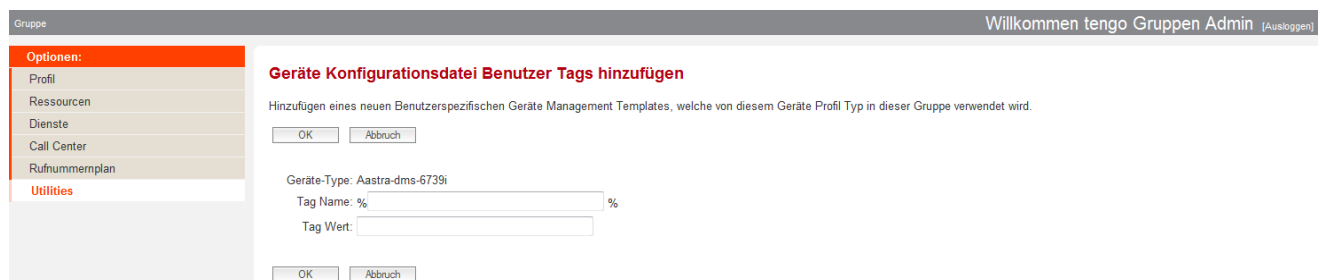 Gruppe
Willkommen tengo Gruppen Admin [Ausloggen]
Optionen:
Profil
Ressourcen
Dienste
Call Center
Rufnummernplan
Utilities
Geräte Konfigurationsdatei Benutzer Tags hinzufügen
Hinzufügen eines neuen Benutzerspezifischen Geräte Management Templates, welche von diesem Geräte Profil Typ in dieser Gruppe verwendet wird.
OK Abbruch
Geräte-Type: Aastra-dms-6739i
Tag Name: % %
Tag Wert:
OK Abbruch